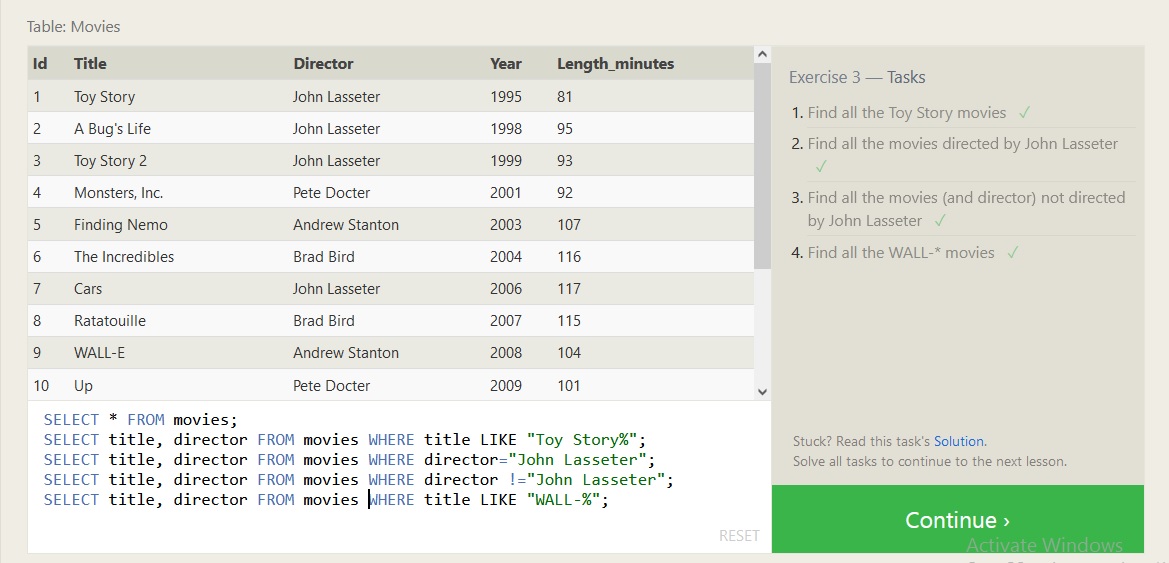 Table: Movies
Id Title Director Year Length_minutes
1 Toy Story John Lasseter 1995 81
2 A Bug's Life John Lasseter 1998 95
3 Toy Story 2 John Lasseter 1999 93
4 Monsters, Inc. Pete Docter 2001 92
5 Finding Nemo Andrew Stanton 2003 107
6 The Incredibles Brad Bird 2004 116
7 Cars John Lasseter 2006 117
8 Ratatouille Brad Bird 2007 115
9 WALL-E Andrew Stanton 2008 104
10 Up Pete Docter 2009 101
SELECT * FROM movies;
SELECT title, director FROM movies WHERE title LIKE "Toy Story%";
SELECT title, director FROM movies WHERE director="John Lasseter";
SELECT title, director FROM movies WHERE director !="John Lasseter";
SELECT title, director FROM movies WHERE title LIKE "WALL-%";
RESET
Exercise 3 — Tasks
1. Find all the Toy Story movies ✓
2. Find all the movies directed by John Lasseter
✓
3. Find all the movies (and director) not directed
by John Lasseter ✓
4. Find all the WALL-* movies ✓
Stuck? Read this task's Solution.
Solve all tasks to continue to the next lesson.
Continue ›
Activate Windows